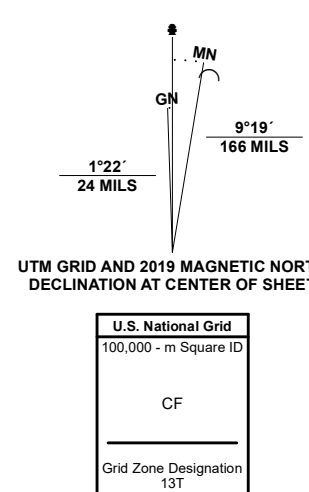 MN
GN
9°19´
166 MILS
1°22´
24 MILS
UTM GRID AND 2019 MAGNETIC NORT
DECLINATION AT CENTER OF SHEET
U.S. National Grid
100,000 - m Square ID
CF
Grid Zone Designation
13T